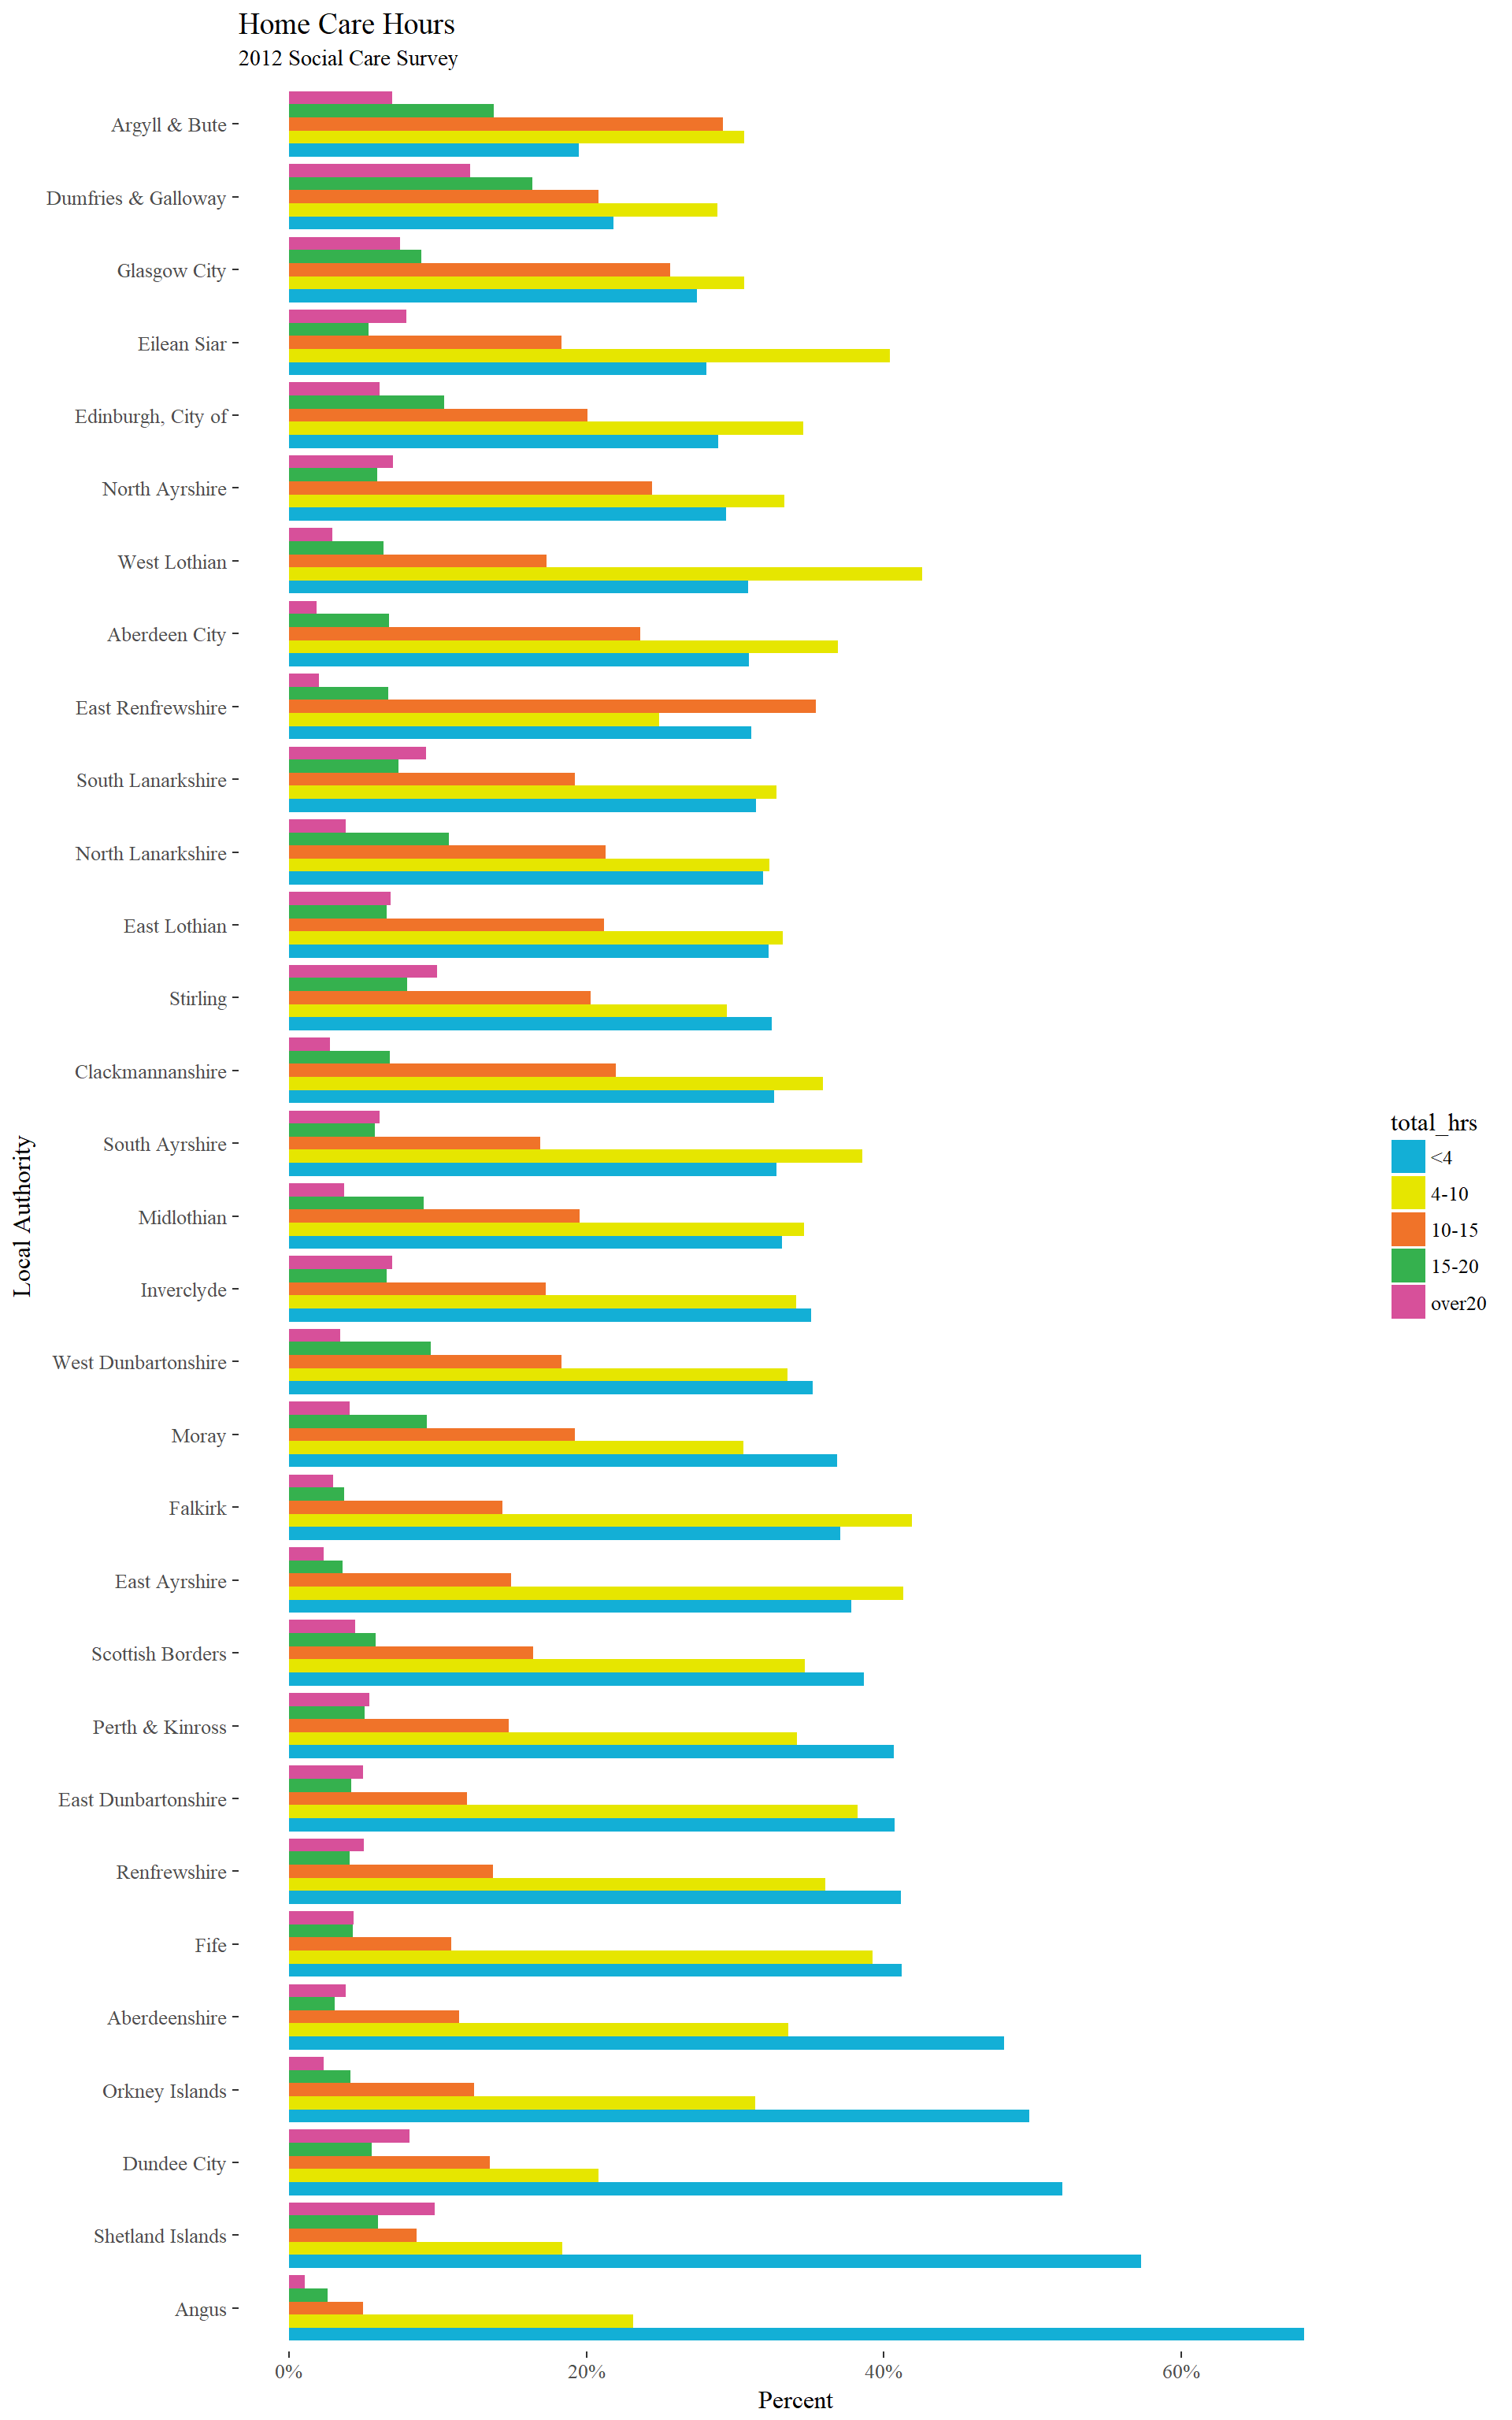 Home Care Hours
2012 Social Care Survey
Argyll & Bute
Dumfries & Galloway
Glasgow City
Eilean Siar
Edinburgh, City of
North Ayrshire
West Lothian
Aberdeen City
East Renfrewshire
South Lanarkshire
North Lanarkshire
East Lothian
Stirling
Clackmannanshire
South Ayrshire
Midlothian
Inverclyde
West Dunbartonshire
Moray
Falkirk
East Ayrshire
Scottish Borders
Perth & Kinross
East Dunbartonshire
Renfrewshire
Fife
Aberdeenshire
Orkney Islands
Dundee City
Shetland Islands
Angus
Local Authority
0% 20% 40% 60%
Percent
total_hrs
<4
4-10
10-15
15-20
over20